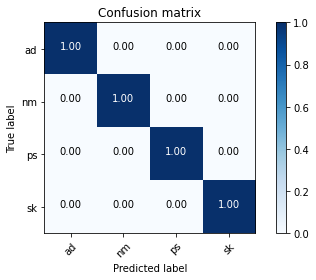 Confusion matrix
True label
ad 1.00 0.00 0.00 0.00
nm 0.00 1.00 0.00 0.00
ps 0.00 0.00 1.00 0.00
sk 0.00 0.00 0.00 1.00
ad nm ps sk
Predicted label
1.0
0.8
0.6
0.4
0.2
0.0